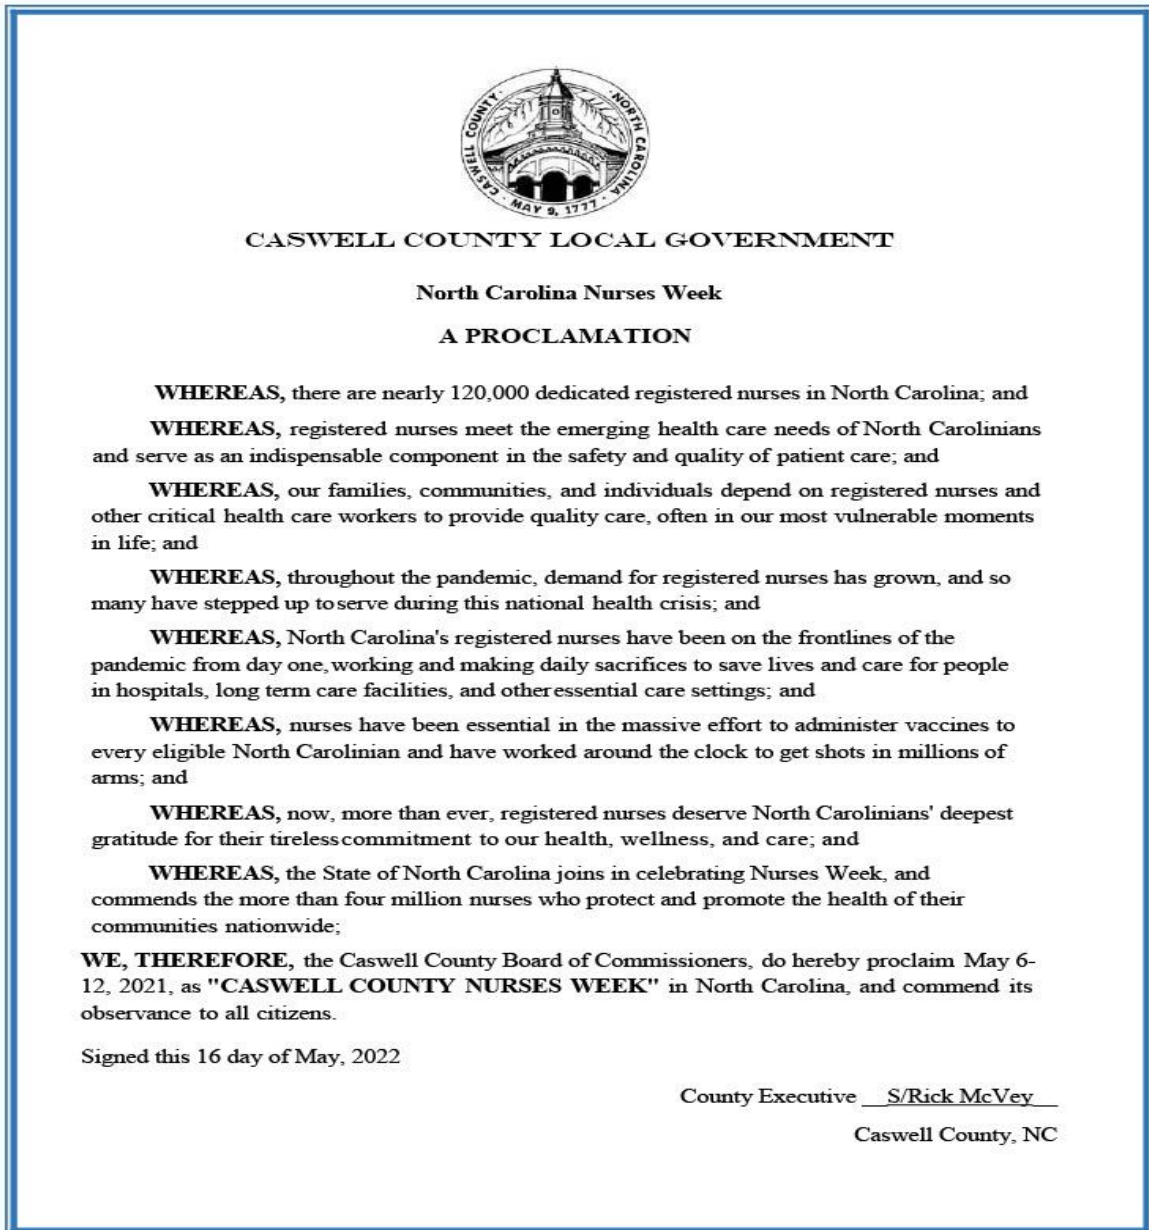 CASWELL COUNTY · NORTH CAROLINA · MAY 9, 1777 ·
CASWELL COUNTY LOCAL GOVERNMENT
North Carolina Nurses Week
A PROCLAMATION
WHEREAS, there are nearly 120,000 dedicated registered nurses in North Carolina; and
WHEREAS, registered nurses meet the emerging health care needs of North Carolinians
and serve as an indispensable component in the safety and quality of patient care; and
WHEREAS, our families, communities, and individuals depend on registered nurses and
other critical health care workers to provide quality care, often in our most vulnerable moments
in life; and
WHEREAS, throughout the pandemic, demand for registered nurses has grown, and so
many have stepped up to serve during this national health crisis; and
WHEREAS, North Carolina's registered nurses have been on the frontlines of the
pandemic from day one, working and making daily sacrifices to save lives and care for people
in hospitals, long term care facilities, and other essential care settings; and
WHEREAS, nurses have been essential in the massive effort to administer vaccines to
every eligible North Carolinian and have worked around the clock to get shots in millions of
arms; and
WHEREAS, now, more than ever, registered nurses deserve North Carolinians' deepest
gratitude for their tireless commitment to our health, wellness, and care; and
WHEREAS, the State of North Carolina joins in celebrating Nurses Week, and
commends the more than four million nurses who protect and promote the health of their
communities nationwide;
WE, THEREFORE, the Caswell County Board of Commissioners, do hereby proclaim May 6-
12, 2021, as "CASWELL COUNTY NURSES WEEK" in North Carolina, and commend its
observance to all citizens.
Signed this 16 day of May, 2022
County Executive __S/Rick McVey__
Caswell County, NC